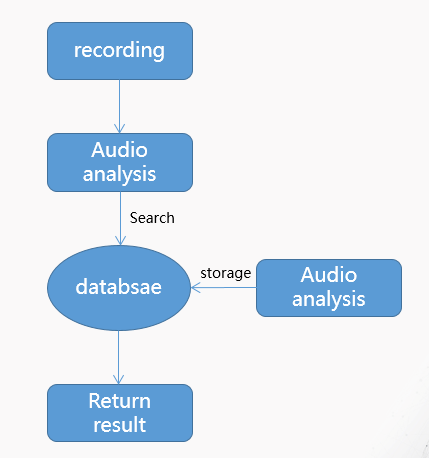 recording
Audio
analysis
Search
databsae
storage
Audio
analysis
Return
result